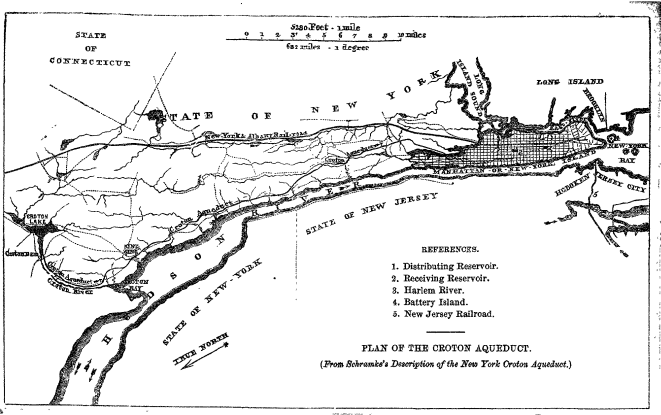 5280 Feet - 1 mile
0 1 2 3 4 5 6 7 8 9 10 miles
69.2 miles - 1 degree
STATE
OF
CONNECTICUT
STATE OF NEW YORK
LONG
ISLAND SOUND
LONG ISLAND
BROOKLYN
New-York & Albany Rail-road
NEW-YORK
BAY
MANHATTAN OR NEW-YORK ISLAND
HOBOKEN
JERSEY CITY
5
Croton Aqueduct
HUDSON RIVER
STATE OF NEW JERSEY
CROTON
LAKE
SING
SING
Croton Aqueduct
Croton River
CROTON
BAY
STATE OF NEW-YORK
TRUE NORTH
REFERENCES.
1. Distributing Reservoir.
2. Receiving Reservoir.
3. Harlem River.
4. Battery Island.
5. New Jersey Railroad.
PLAN OF THE CROTON AQUEDUCT.
(From Schramke's Description of the New York Croton Aqueduct.)